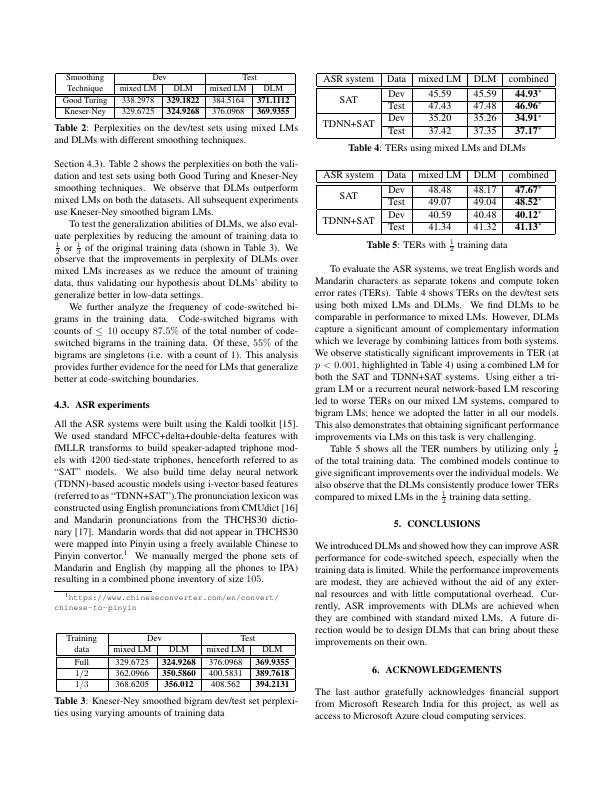 Smoothing Dev Test
Technique mixed LM DLM mixed LM DLM
Good Turing 338.2978 329.1822 384.5164 371.1112
Kneser-Ney 329.6725 324.9268 376.0968 369.9355
Table 2: Perplexities on the dev/test sets using mixed LMs
and DLMs with different smoothing techniques.
Section 4.3). Table 2 shows the perplexities on both the vali-
dation and test sets using both Good Turing and Kneser-Ney
smoothing techniques. We observe that DLMs outperform
mixed LMs on both the datasets. All subsequent experiments
use Kneser-Ney smoothed bigram LMs.
To test the generalization abilities of DLMs, we also eval-
uate perplexities by reducing the amount of training data to
1/2 or 1/3 of the original training data (shown in Table 3). We
observe that the improvements in perplexity of DLMs over
mixed LMs increases as we reduce the amount of training
data, thus validating our hypothesis about DLMs' ability to
generalize better in low-data settings.
We further analyze the frequency of code-switched bi-
grams in the training data. Code-switched bigrams with
counts of ≤ 10 occupy 87.5% of the total number of code-
switched bigrams in the training data. Of these, 55% of the
bigrams are singletons (i.e. with a count of 1). This analysis
provides further evidence for the need for LMs that generalize
better at code-switching boundaries.
4.3. ASR experiments
All the ASR systems were built using the Kaldi toolkit [15].
We used standard MFCC+delta+double-delta features with
fMLLR transforms to build speaker-adapted triphone mod-
els with 4200 tied-state triphones, henceforth referred to as
"SAT" models. We also build time delay neural network
(TDNN)-based acoustic models using i-vector based features
(referred to as "TDNN+SAT").The pronunciation lexicon was
constructed using English pronunciations from CMUdict [16]
and Mandarin pronunciations from the THCHS30 dictio-
nary [17]. Mandarin words that did not appear in THCHS30
were mapped into Pinyin using a freely available Chinese to
Pinyin convertor.1 We manually merged the phone sets of
Mandarin and English (by mapping all the phones to IPA)
resulting in a combined phone inventory of size 105.
1https://www.chineseconverter.com/en/convert/
chinese-to-pinyin
Training Dev Test
data mixed LM DLM mixed LM DLM
Full 329.6725 324.9268 376.0968 369.9355
1/2 362.0966 350.5860 400.5831 389.7618
1/3 368.6205 356.012 408.562 394.2131
Table 3: Kneser-Ney smoothed bigram dev/test set perplexi-
ties using varying amounts of training data
ASR system Data mixed LM DLM combined
SAT Dev 45.59 45.59 44.93*
Test 47.43 47.48 46.96*
TDNN+SAT Dev 35.20 35.26 34.91*
Test 37.42 37.35 37.17*
Table 4: TERs using mixed LMs and DLMs
ASR system Data mixed LM DLM combined
SAT Dev 48.48 48.17 47.67*
Test 49.07 49.04 48.52*
TDNN+SAT Dev 40.59 40.48 40.12*
Test 41.34 41.32 41.13*
Table 5: TERs with 1/2 training data
To evaluate the ASR systems, we treat English words and
Mandarin characters as separate tokens and compute token
error rates (TERs). Table 4 shows TERs on the dev/test sets
using both mixed LMs and DLMs. We find DLMs to be
comparable in performance to mixed LMs. However, DLMs
capture a significant amount of complementary information
which we leverage by combining lattices from both systems.
We observe statistically significant improvements in TER (at
p < 0.001, highlighted in Table 4) using a combined LM for
both the SAT and TDNN+SAT systems. Using either a tri-
gram LM or a recurrent neural network-based LM rescoring
led to worse TERs on our mixed LM systems, compared to
bigram LMs; hence we adopted the latter in all our models.
This also demonstrates that obtaining significant performance
improvements via LMs on this task is very challenging.
Table 5 shows all the TER numbers by utilizing only 1/2
of the total training data. The combined models continue to
give significant improvements over the individual models. We
also observe that the DLMs consistently produce lower TERs
compared to mixed LMs in the 1/2 training data setting.
5. CONCLUSIONS
We introduced DLMs and showed how they can improve ASR
performance for code-switched speech, especially when the
training data is limited. While the performance improvements
are modest, they are achieved without the aid of any exter-
nal resources and with little computational overhead. Cur-
rently, ASR improvements with DLMs are achieved when
they are combined with standard mixed LMs. A future di-
rection would be to design DLMs that can bring about these
improvements on their own.
6. ACKNOWLEDGEMENTS
The last author gratefully acknowledges financial support
from Microsoft Research India for this project, as well as
access to Microsoft Azure cloud computing services.